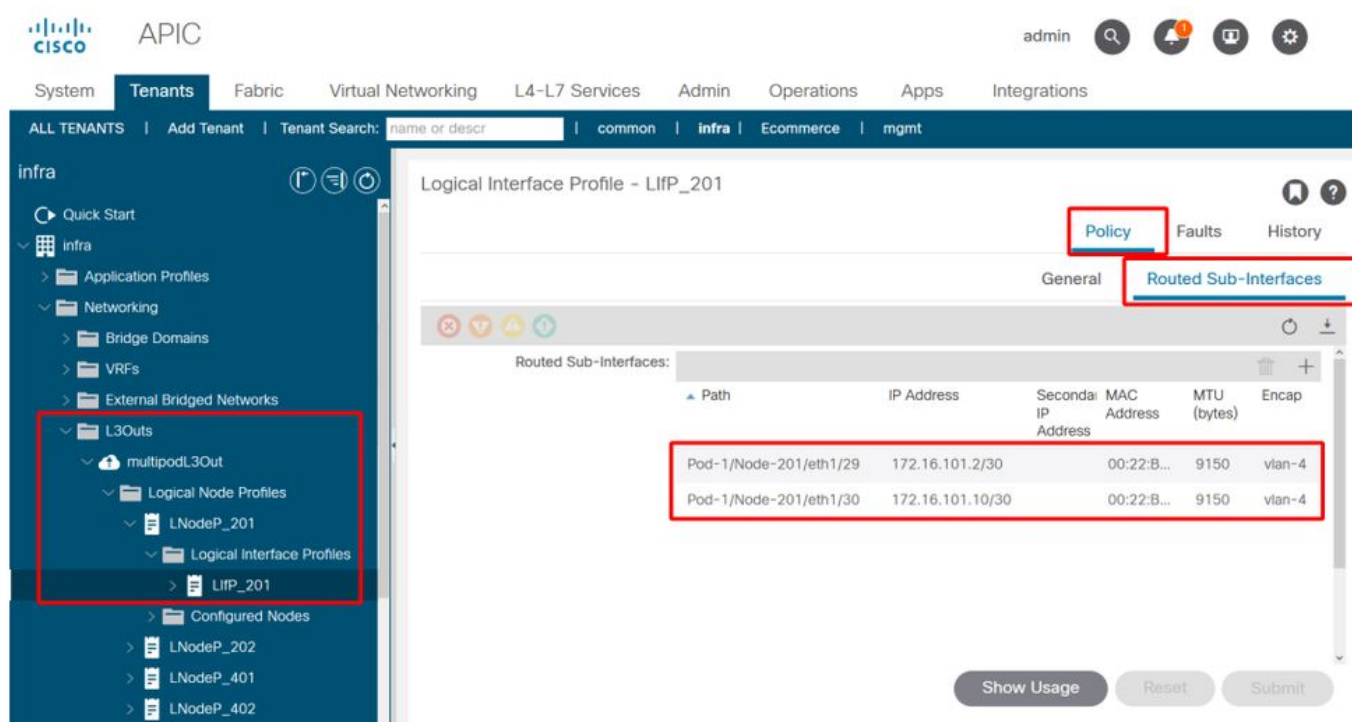 CISCO APIC admin 1
System Tenants Fabric Virtual Networking L4-L7 Services Admin Operations Apps Integrations
ALL TENANTS | Add Tenant | Tenant Search: name or descr | common | infra | Ecommerce | mgmt
infra
Quick Start
infra
Application Profiles
Networking
Bridge Domains
VRFs
External Bridged Networks
L3Outs
multipodL3Out
Logical Node Profiles
LNodeP_201
Logical Interface Profiles
LIfP_201
Configured Nodes
LNodeP_202
LNodeP_401
LNodeP_402
Logical Interface Profile - LIfP_201
Policy Faults History
General Routed Sub-Interfaces
Routed Sub-Interfaces:
Path IP Address Secondar IP Address MAC Address MTU (bytes) Encap
Pod-1/Node-201/eth1/29 172.16.101.2/30 00:22:B... 9150 vlan-4
Pod-1/Node-201/eth1/30 172.16.101.10/30 00:22:B... 9150 vlan-4
Show Usage Reset Submit